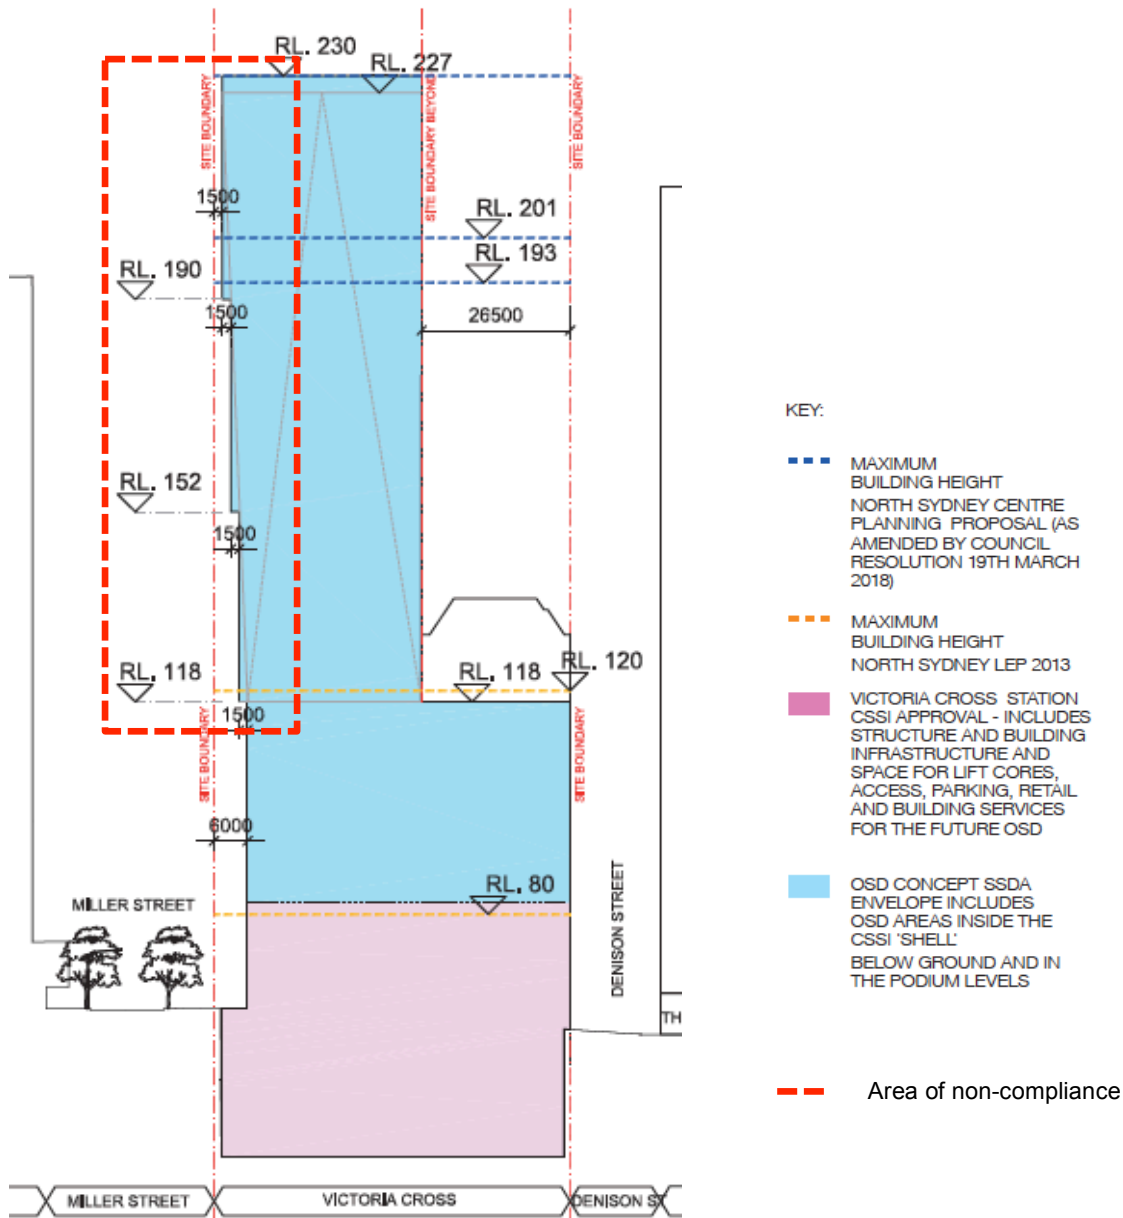 RL. 230
RL. 227
SITE BOUNDARY
SITE BOUNDARY BEYOND
SITE BOUNDARY
1500
RL. 201
RL. 193
RL. 190
1500
26500
RL. 152
1500
RL. 118
RL. 118
RL. 120
1500
SITE BOUNDARY
SITE BOUNDARY
6000
RL. 80
MILLER STREET
DENISON STREET
TH
MILLER STREET
VICTORIA CROSS
DENISON ST
KEY:
MAXIMUM
BUILDING HEIGHT
NORTH SYDNEY CENTRE
PLANNING PROPOSAL (AS
AMENDED BY COUNCIL
RESOLUTION 19TH MARCH
2018)
MAXIMUM
BUILDING HEIGHT
NORTH SYDNEY LEP 2013
VICTORIA CROSS STATION
CSSI APPROVAL - INCLUDES
STRUCTURE AND BUILDING
INFRASTRUCTURE AND
SPACE FOR LIFT CORES,
ACCESS, PARKING, RETAIL
AND BUILDING SERVICES
FOR THE FUTURE OSD
OSD CONCEPT SSDA
ENVELOPE INCLUDES
OSD AREAS INSIDE THE
CSSI 'SHELL'
BELOW GROUND AND IN
THE PODIUM LEVELS
Area of non-compliance